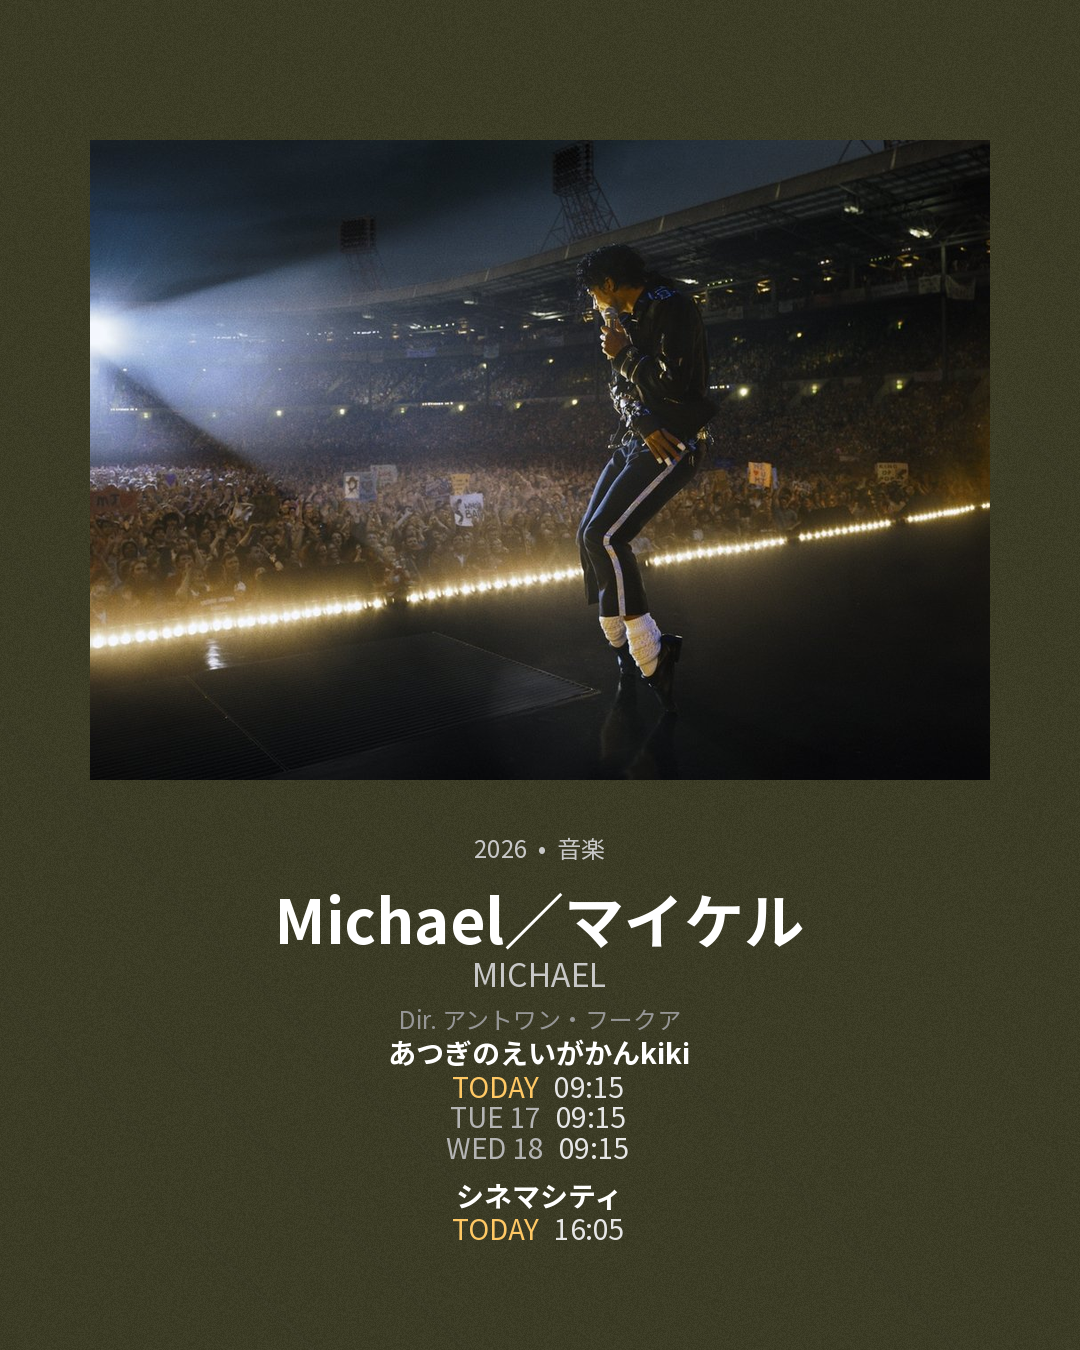 2026 • 音楽
Michael／マイケル
MICHAEL
Dir. アントワン・フークア
あつぎのえいがかんkiki
TODAY 09:15
TUE 17 09:15
WED 18 09:15
シネマシティ
TODAY 16:05